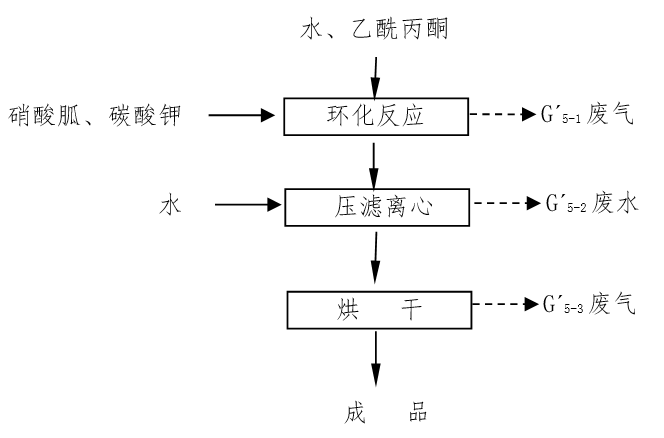 水、乙酰丙酮
硝酸胍、碳酸钾
环化反应
G′5-1废气
水
压滤离心
G′5-2废水
烘 干
G′5-3废气
成 品